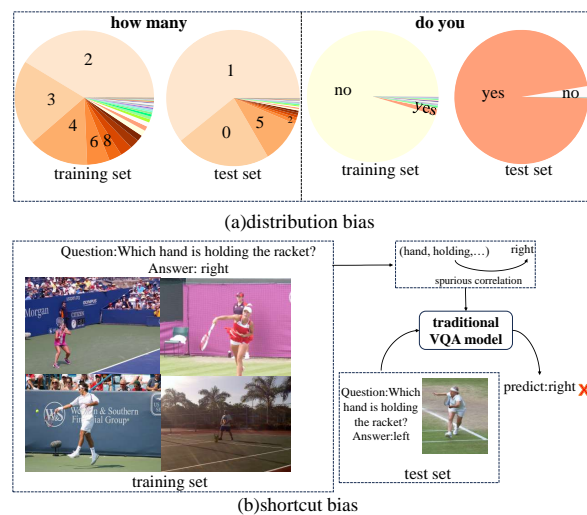 how many
do you
2
3
4
6
8
training set
1
0
5
2
test set
no
yes
training set
yes
no
test set
(a)distribution bias
Question:Which hand is holding the racket?
Answer: right
Morgan
WS
Western & Southern
Financial Group
training set
(hand, holding,...)
right
spurious correlation
traditional
VQA model
predict:right X
Question:Which
hand is holding
the racket?
Answer:left
test set
(b)shortcut bias